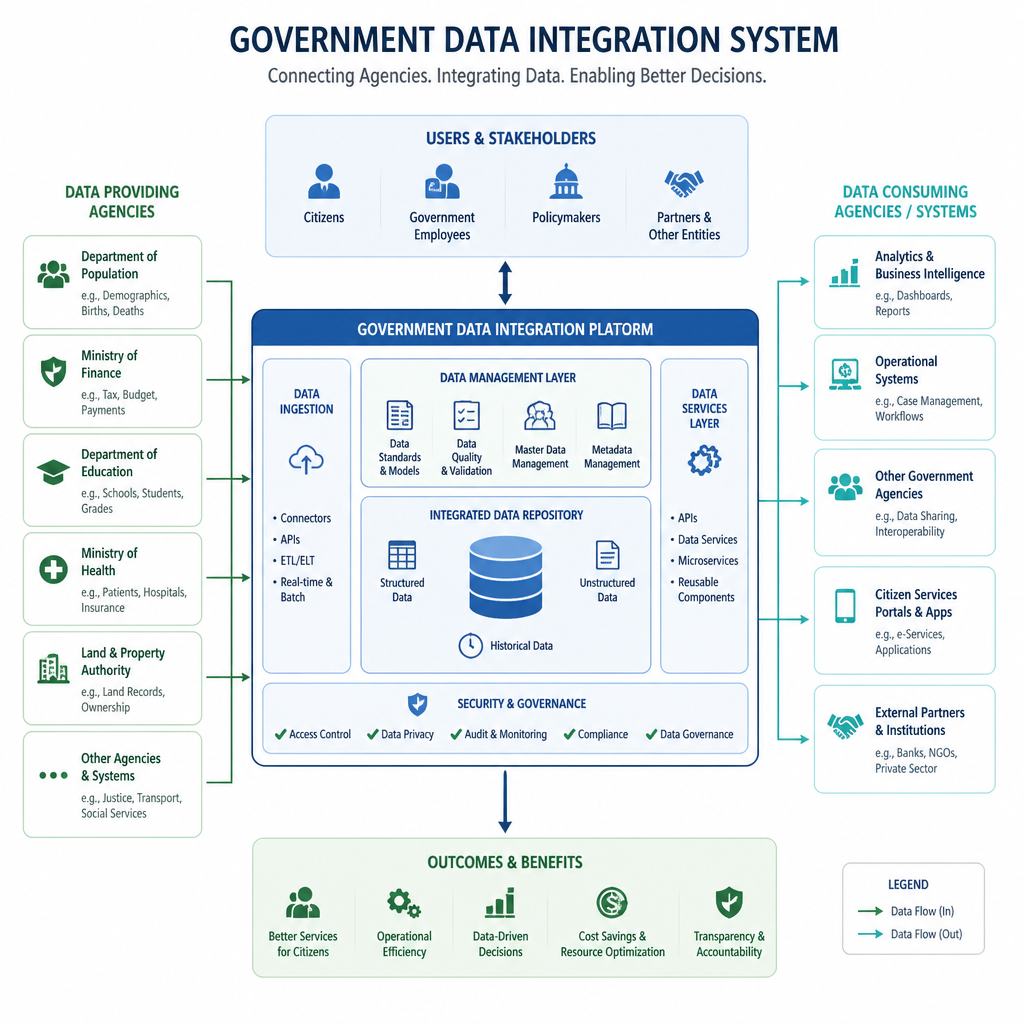 GOVERNMENT DATA INTEGRATION SYSTEM
Connecting Agencies. Integrating Data. Enabling Better Decisions.
USERS & STAKEHOLDERS
Citizens
Government
Employees
Policymakers
Partners &
Other Entities
DATA PROVIDING
AGENCIES
Department of
Population
e.g., Demographics,
Births, Deaths
Ministry of
Finance
e.g., Tax, Budget,
Payments
Department of
Education
e.g., Schools, Students,
Grades
Ministry of
Health
e.g., Patients, Hospitals,
Insurance
Land & Property
Authority
e.g., Land Records,
Ownership
Other Agencies
& Systems
e.g., Justice, Transport,
Social Services
GOVERNMENT DATA INTEGRATION PLATORM
DATA
INGESTION
• Connectors
• APIs
• ETL/ELT
• Real-time &
Batch
DATA MANAGEMENT LAYER
Data
Standards
& Models
Data
Quality
& Validation
Master Data
Management
Metadata
Management
INTEGRATED DATA REPOSITORY
Structured
Data
Unstructured
Data
Historical Data
DATA
SERVICES
LAYER
• APIs
• Data Services
• Microservices
• Reusable
Components
SECURITY & GOVERNANCE
Access Control
Data Privacy
Audit & Monitoring
Compliance
Data Governance
DATA CONSUMING
AGENCIES / SYSTEMS
Analytics &
Business Intelligence
e.g., Dashboards,
Reports
Operational
Systems
e.g., Case Management,
Workflows
Other Government
Agencies
e.g., Data Sharing,
Interoperability
Citizen Services
Portals & Apps
e.g., e-Services,
Applications
External Partners
& Institutions
e.g., Banks, NGOs,
Private Sector
OUTCOMES & BENEFITS
Better Services
for Citizens
Operational
Efficiency
Data-Driven
Decisions
Cost Savings &
Resource Optimization
Transparency &
Accountability
LEGEND
Data Flow (In)
Data Flow (Out)